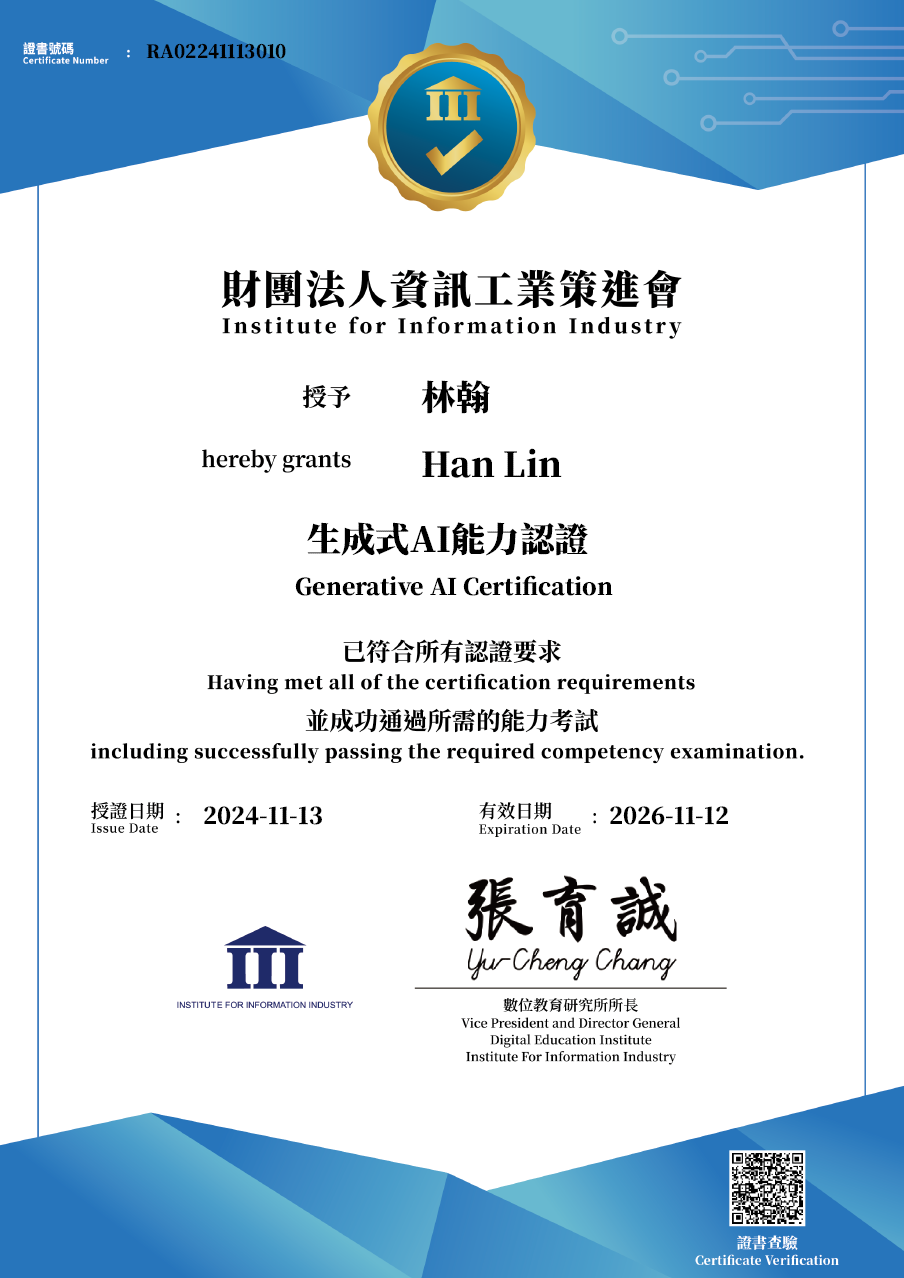 證書號碼
Certificate Number : RA02241113010
財團法人資訊工業策進會
Institute for Information Industry
授予 林翰
hereby grants Han Lin
生成式AI能力認證
Generative AI Certification
已符合所有認證要求
Having met all of the certification requirements
並成功通過所需的能力考試
including successfully passing the required competency examination.
授證日期
Issue Date : 2024-11-13
有效日期
Expiration Date : 2026-11-12
張育誠
Yu-Cheng Chang
INSTITUTE FOR INFORMATION INDUSTRY
數位教育研究所所長
Vice President and Director General
Digital Education Institute
Institute For Information Industry
證書查驗
Certificate Verification